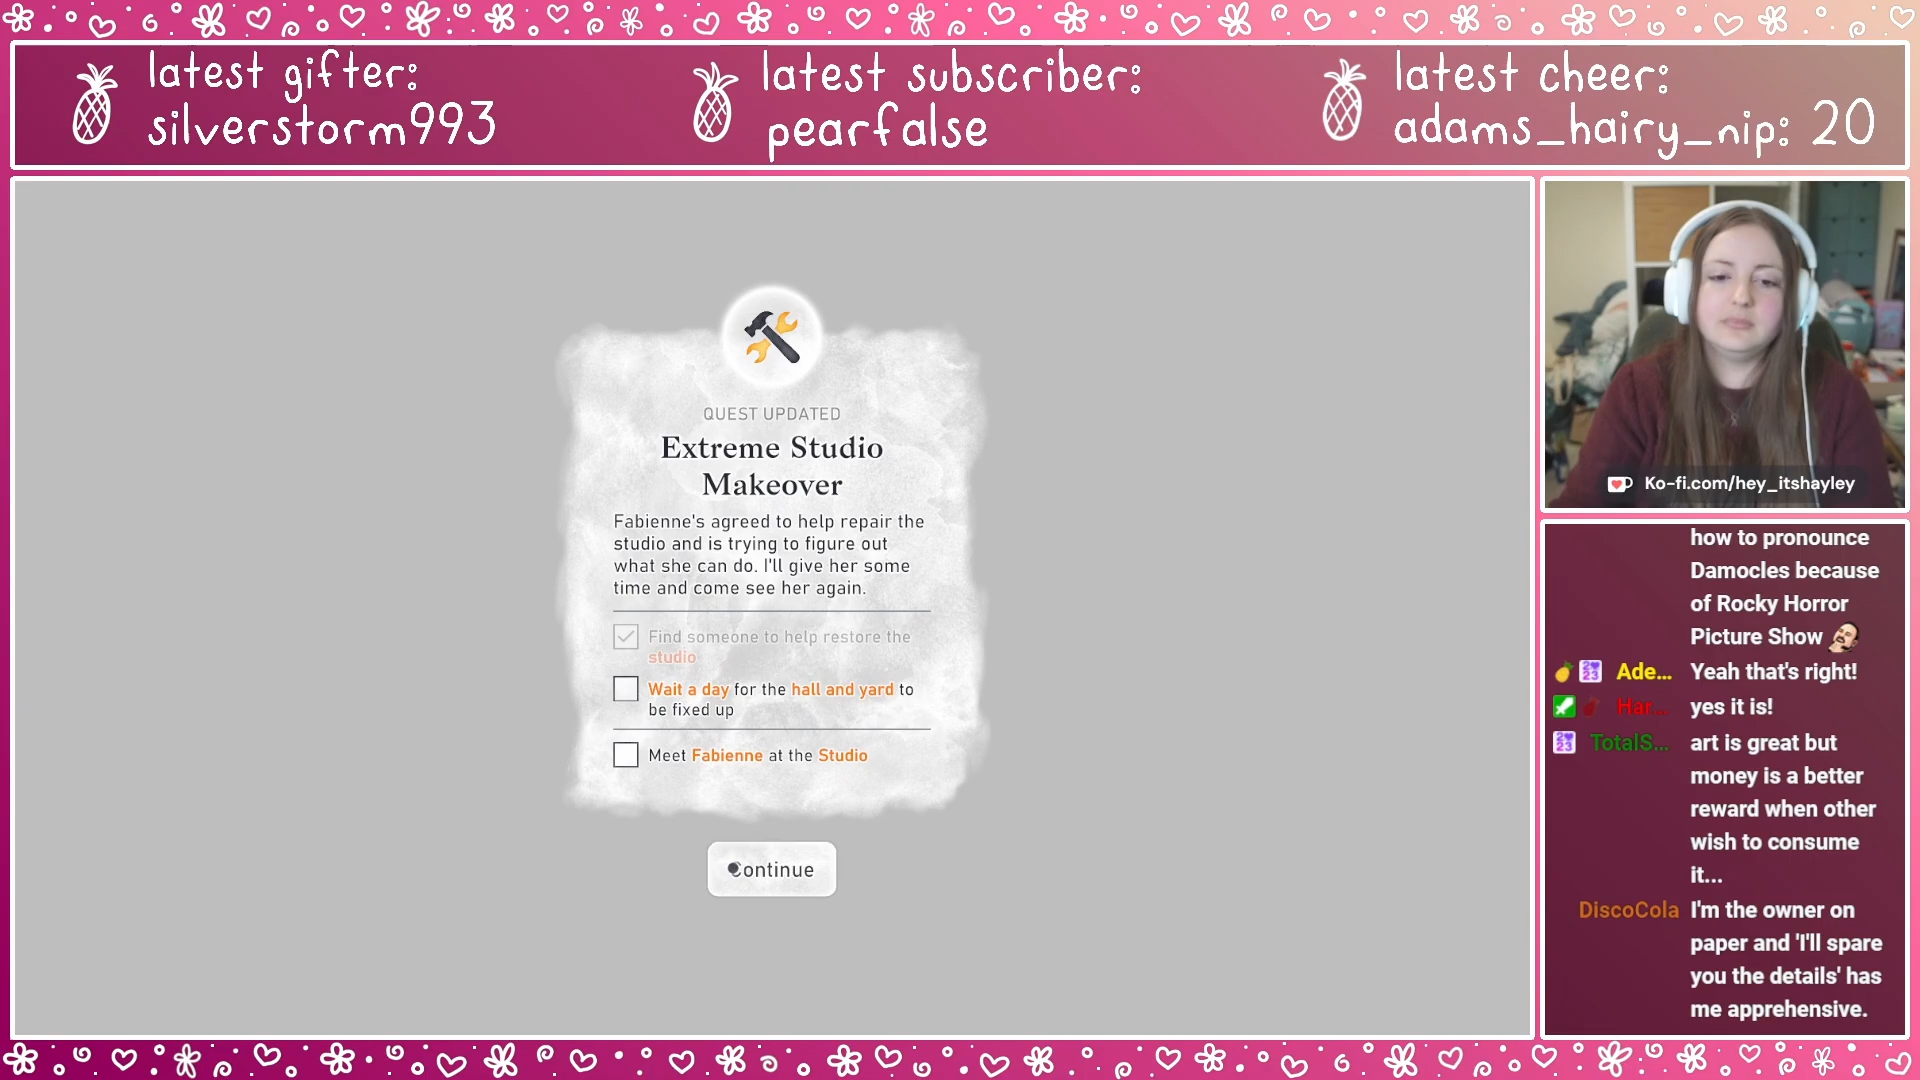 latest gifter:
silverstorm993
latest subscriber:
pearfalse
latest cheer:
adams_hairy_nip: 20
QUEST UPDATED
Extreme Studio
Makeover
Fabienne's agreed to help repair the
studio and is trying to figure out
what she can do. I'll give her some
time and come see her again.
Find someone to help restore the
studio
Wait a day for the hall and yard to
be fixed up
Meet Fabienne at the Studio
Continue
Ko-fi.com/hey_itshayley
how to pronounce
Damocles because
of Rocky Horror
Picture Show
Ade... Yeah that's right!
Har... yes it is!
TotalS... art is great but
money is a better
reward when other
wish to consume
it...
DiscoCola I'm the owner on
paper and 'I'll spare
you the details' has
me apprehensive.